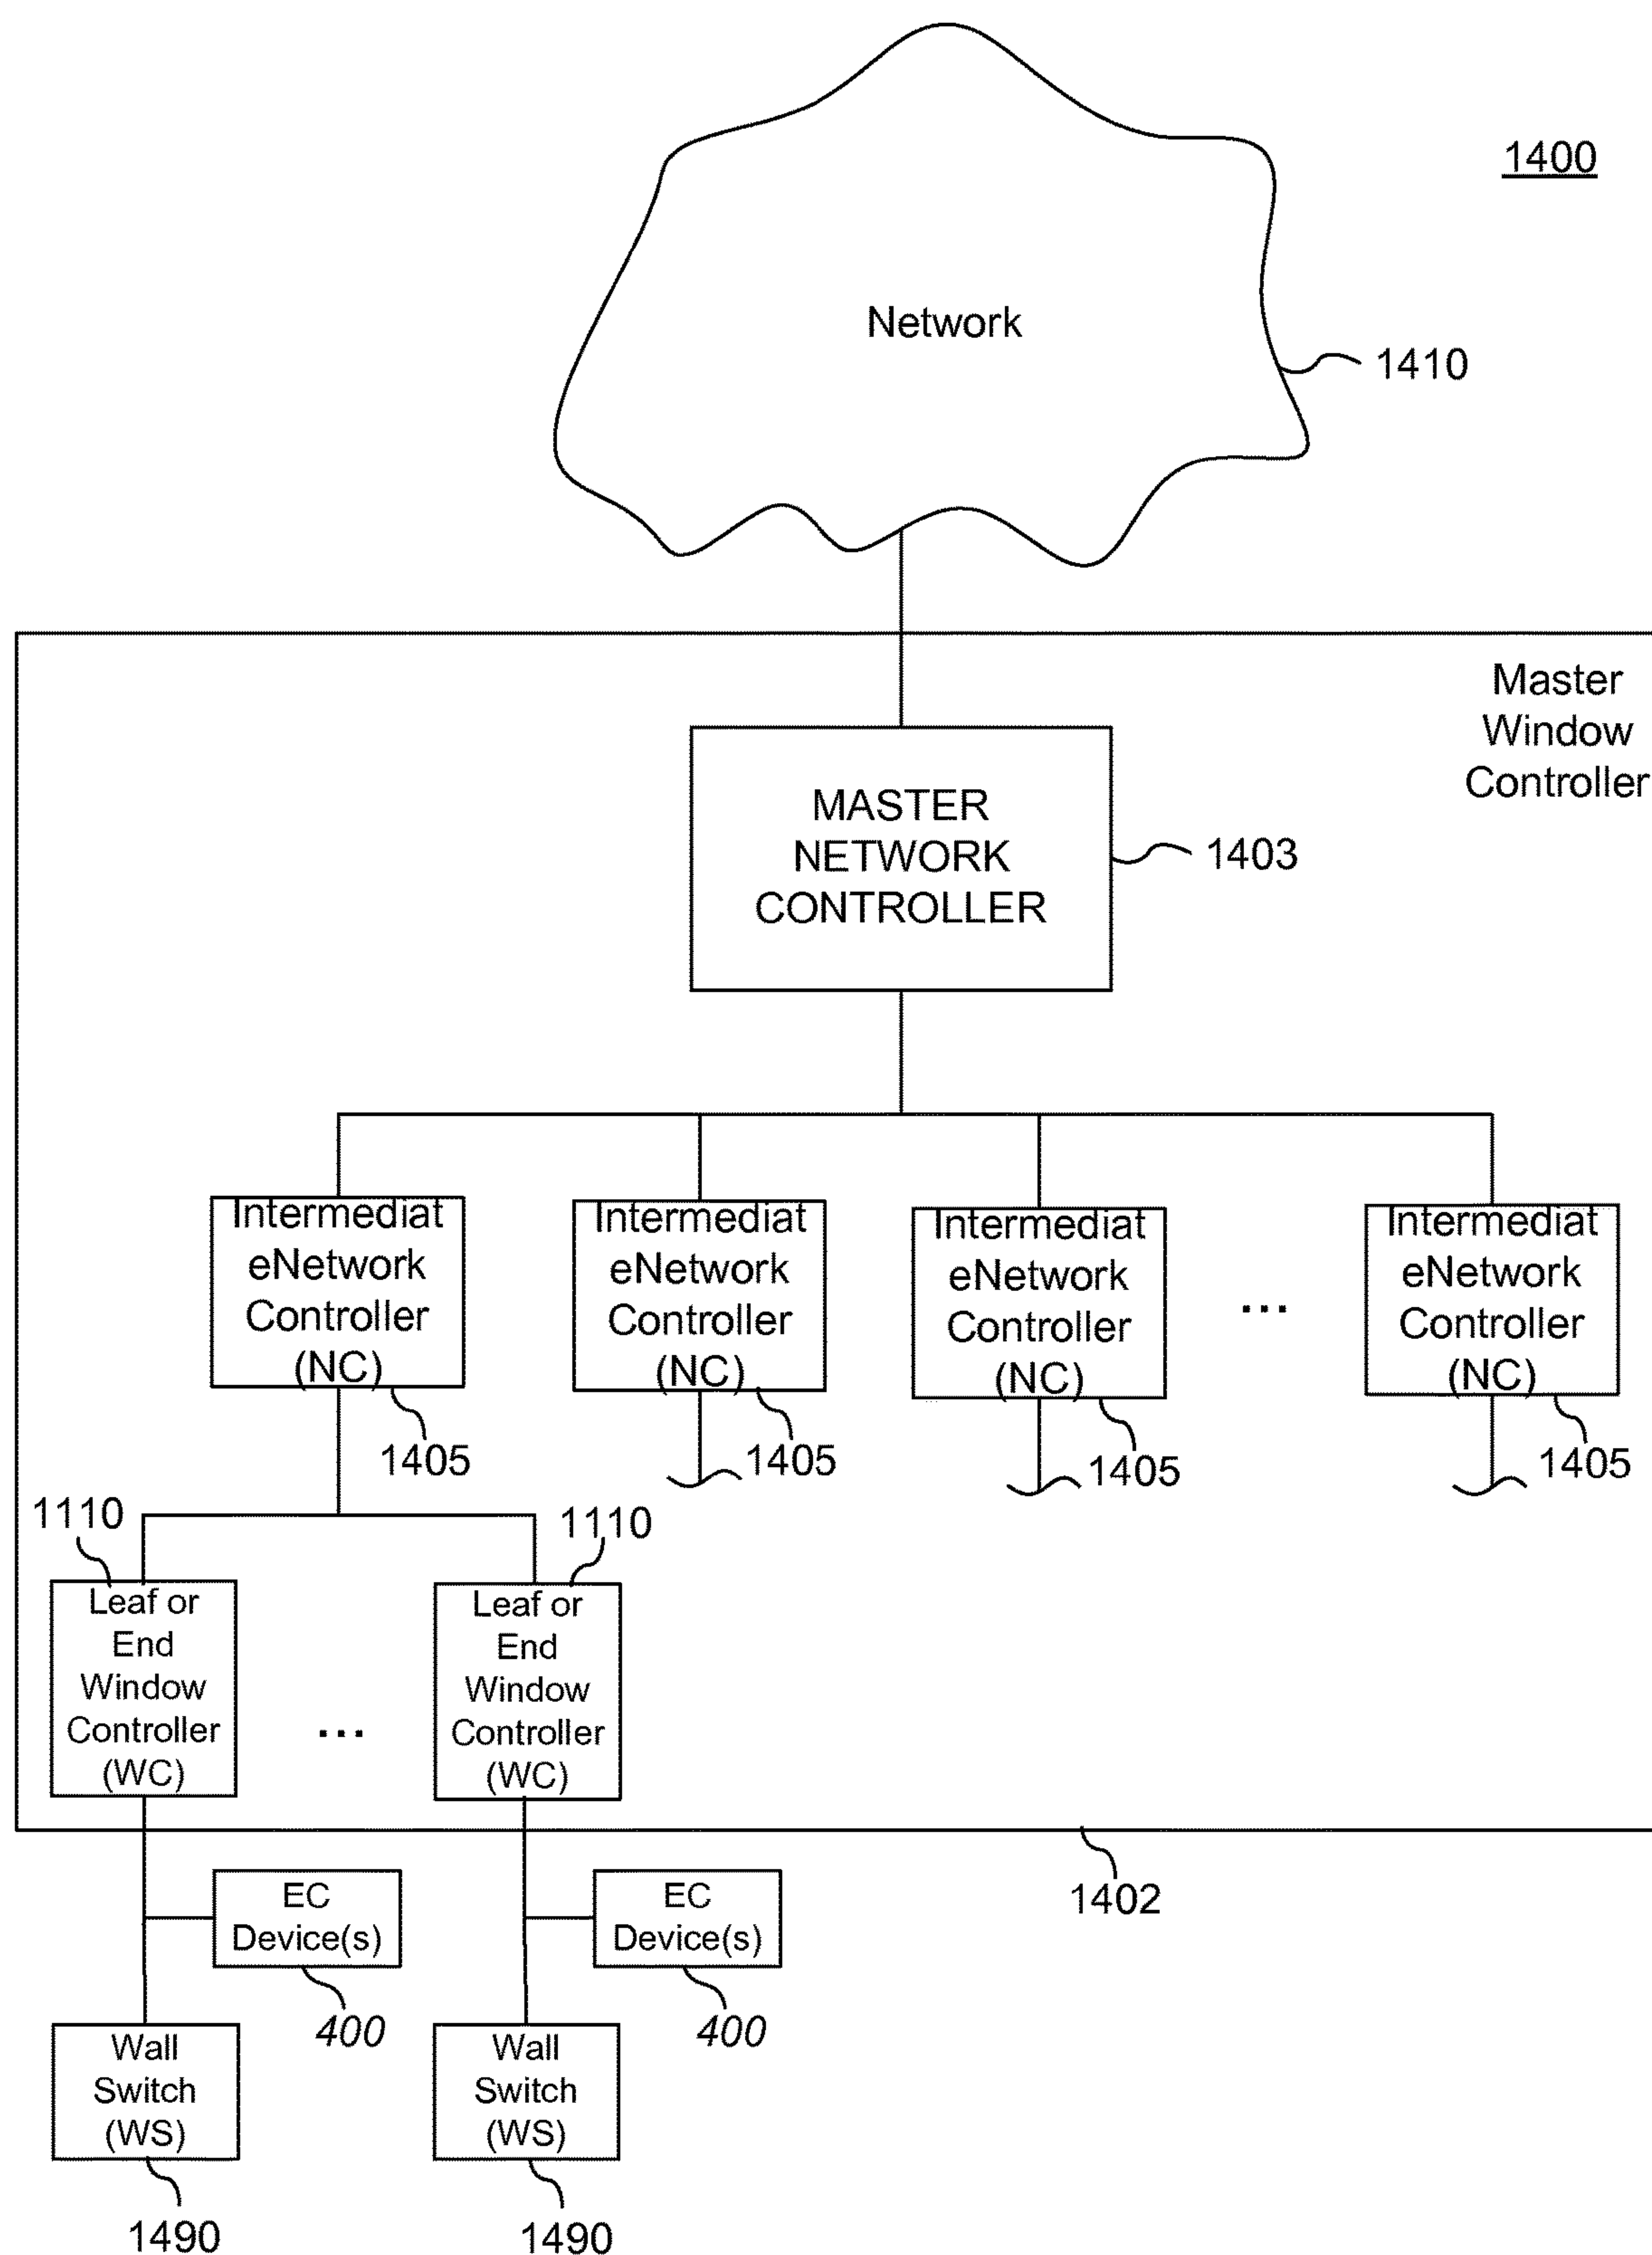 1400
Network
1410
Master
Window
Controller
MASTER
NETWORK
CONTROLLER
1403
Intermediat
eNetwork
Controller
(NC)
1405
Intermediat
eNetwork
Controller
(NC)
1405
Intermediat
eNetwork
Controller
(NC)
1405
...
Intermediat
eNetwork
Controller
(NC)
1405
1110
Leaf or
End
Window
Controller
(WC)
...
1110
Leaf or
End
Window
Controller
(WC)
1402
EC
Device(s)
400
EC
Device(s)
400
Wall
Switch
(WS)
1490
Wall
Switch
(WS)
1490